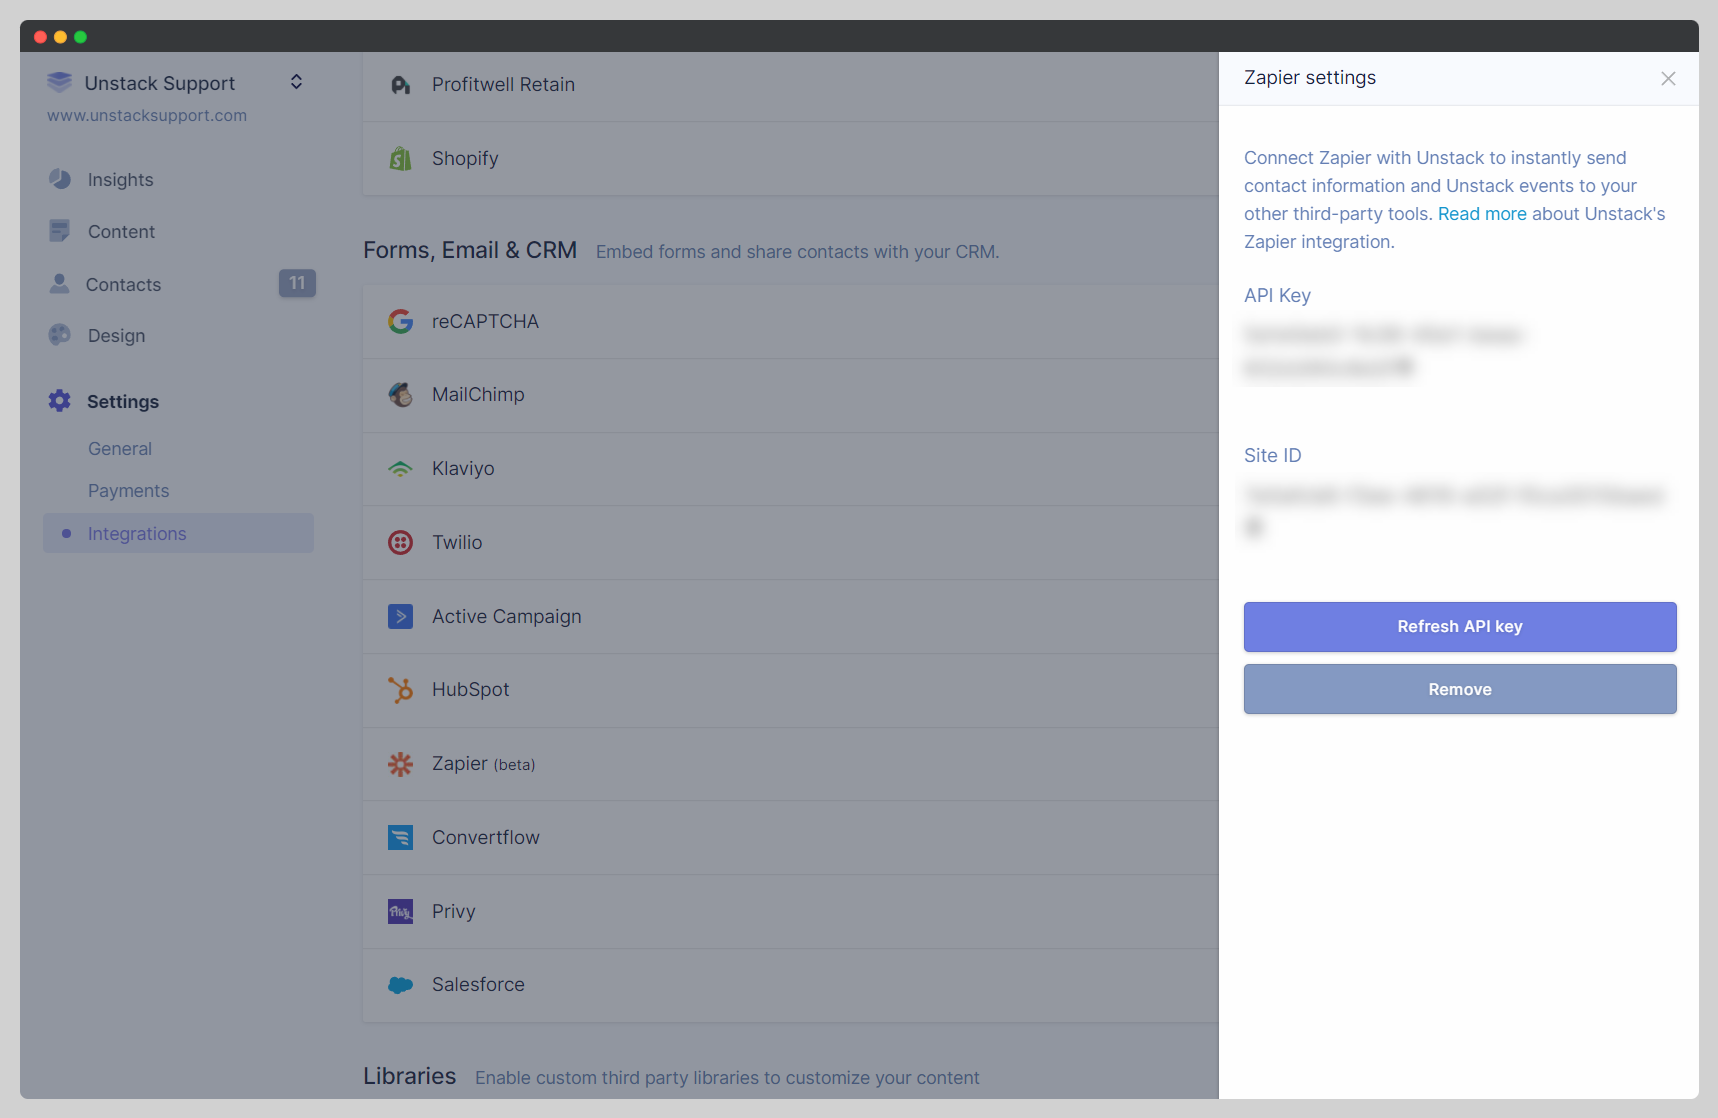 Unstack Support
www.unstacksupport.com
Insights
Content
Contacts
11
Design
Settings
General
Payments
Integrations
Profitwell Retain
Shopify
Forms, Email & CRM Embed forms and share contacts with your CRM.
reCAPTCHA
MailChimp
Klaviyo
Twilio
Active Campaign
HubSpot
Zapier (beta)
Convertflow
Privy
Salesforce
Libraries Enable custom third party libraries to customize your content
Zapier settings
Connect Zapier with Unstack to instantly send
contact information and Unstack events to your
other third-party tools. Read more about Unstack's
Zapier integration.
API Key
Site ID
Refresh API key
Remove